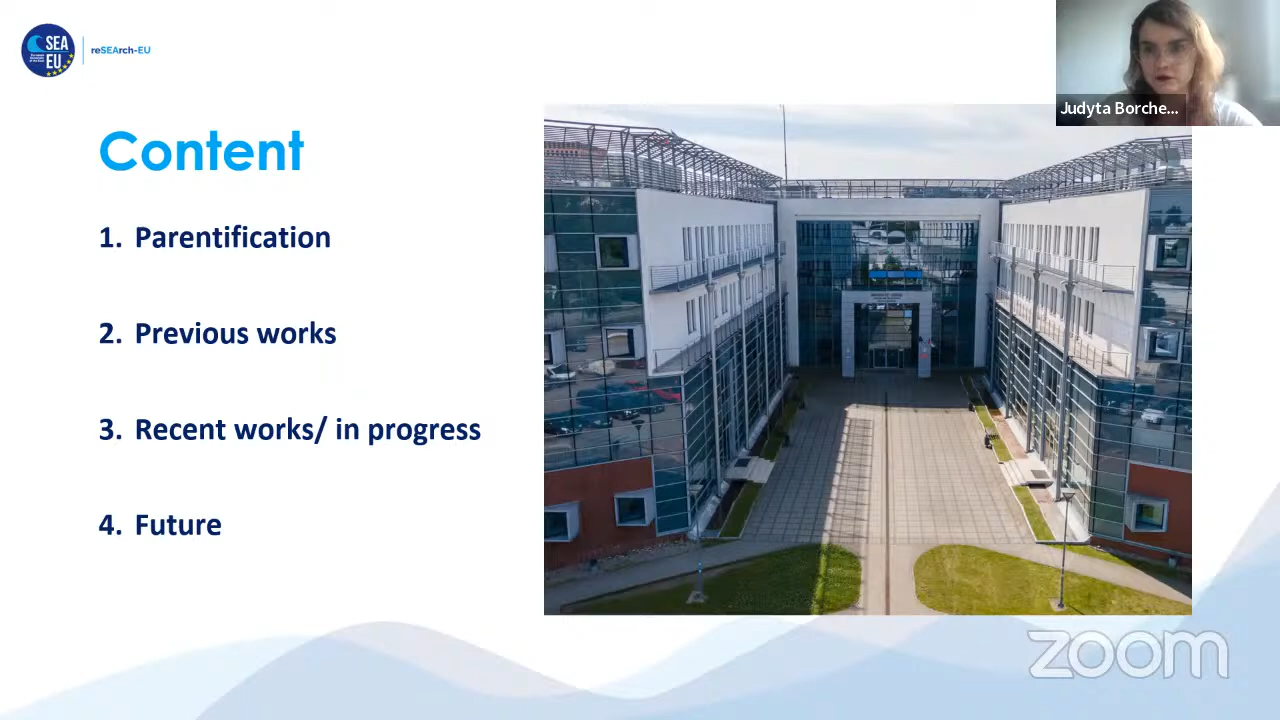 SEA
EU
reSEArch-EU
Judyta Borche...
Content
1. Parentification
2. Previous works
3. Recent works/ in progress
4. Future
zoom